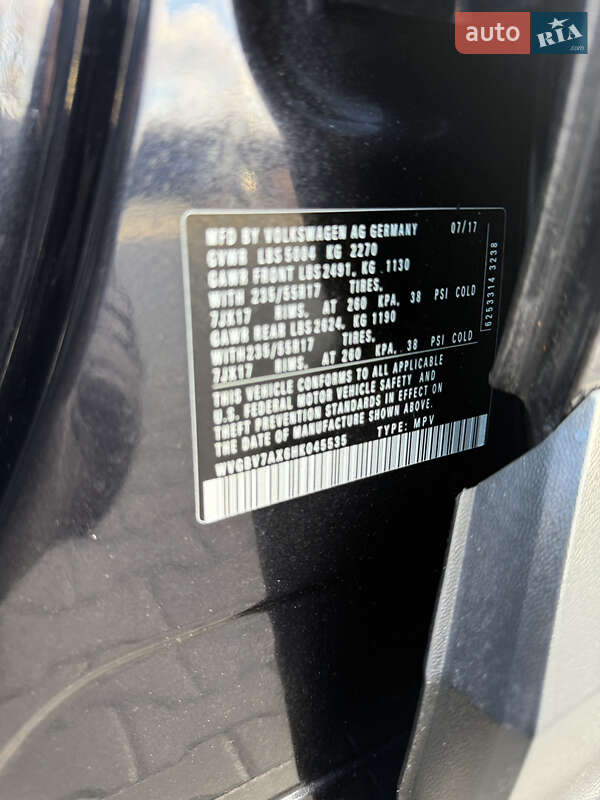 auto RIA.com
MFD BY VOLKSWAGEN AG GERMANY 07/17
GVWR LBS5004 KG 2270
GAWR FRONT LBS2491, KG 1130
WITH 235/55R17 TIRES,
7JX17 RIMS, AT 260 KPA, 38 PSI COLD
GAWR REAR LBS2624, KG 1190
WITH235/55R17 TIRES,
7JX17 RIMS, AT 260 KPA, 38 PSI COLD
THIS VEHICLE CONFORMS TO ALL APPLICABLE
U.S. FEDERAL MOTOR VEHICLE SAFETY AND
THEFT PREVENTION STANDARDS IN EFFECT ON
DATE OF MANUFACTURE SHOWN ABOVE.
TYPE: MPV
6253314 3238